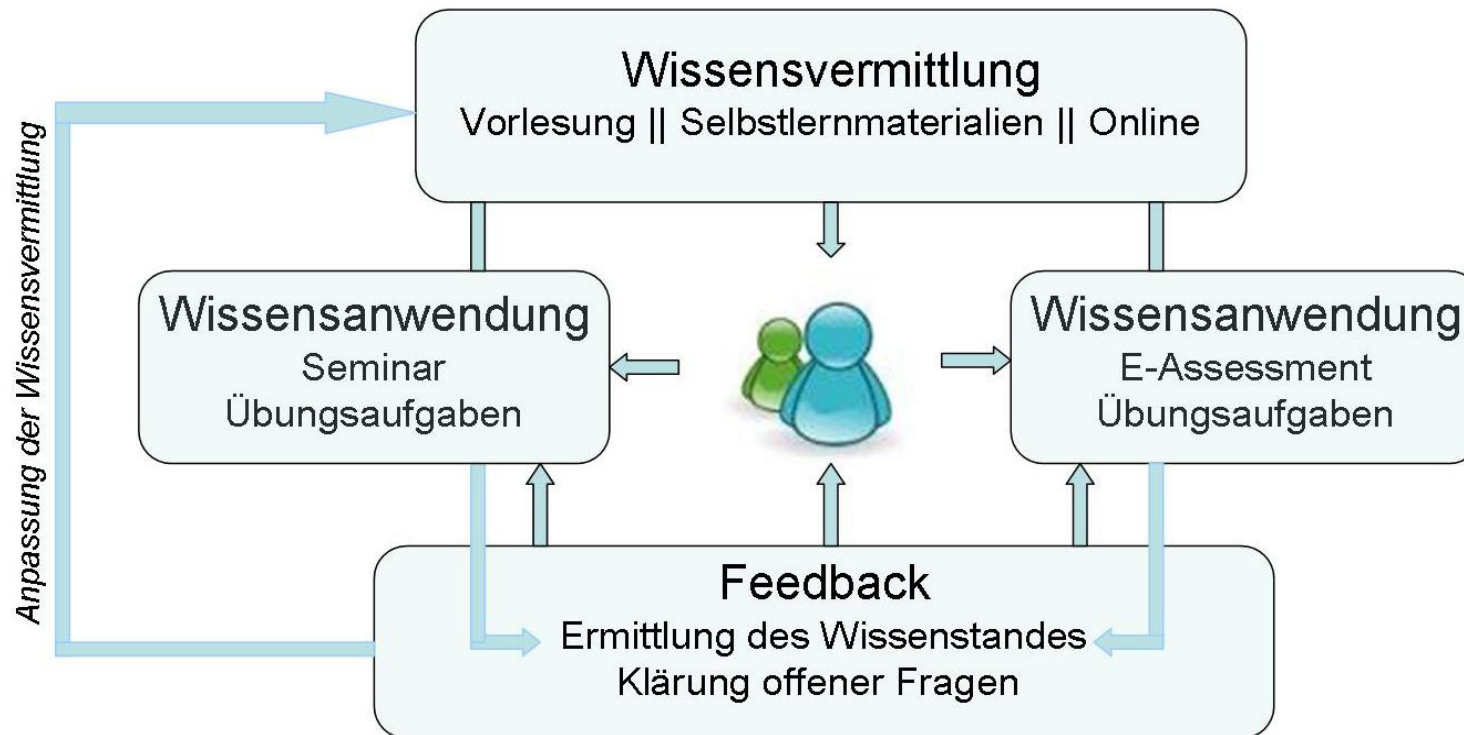 Wissensvermittlung
Vorlesung || Selbstlernmaterialien || Online
Anpassung der Wissensvermittlung
Wissensanwendung
Seminar
Übungsaufgaben
Wissensanwendung
E-Assessment
Übungsaufgaben
Feedback
Ermittlung des Wissenstandes
Klärung offener Fragen